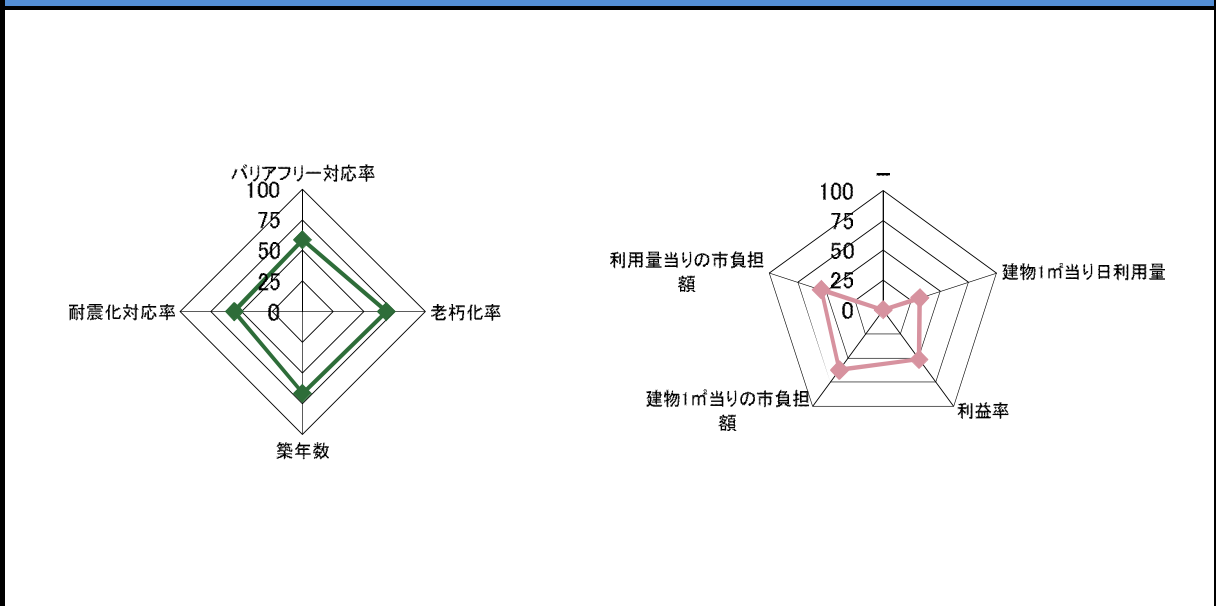 バリアフリー対応率
100
75
50
25
0
耐震化対応率
老朽化率
築年数
－
100
75
50
25
0
利用量当りの市負担
額
建物1㎡当り日利用量
建物1㎡当りの市負担
額
利益率